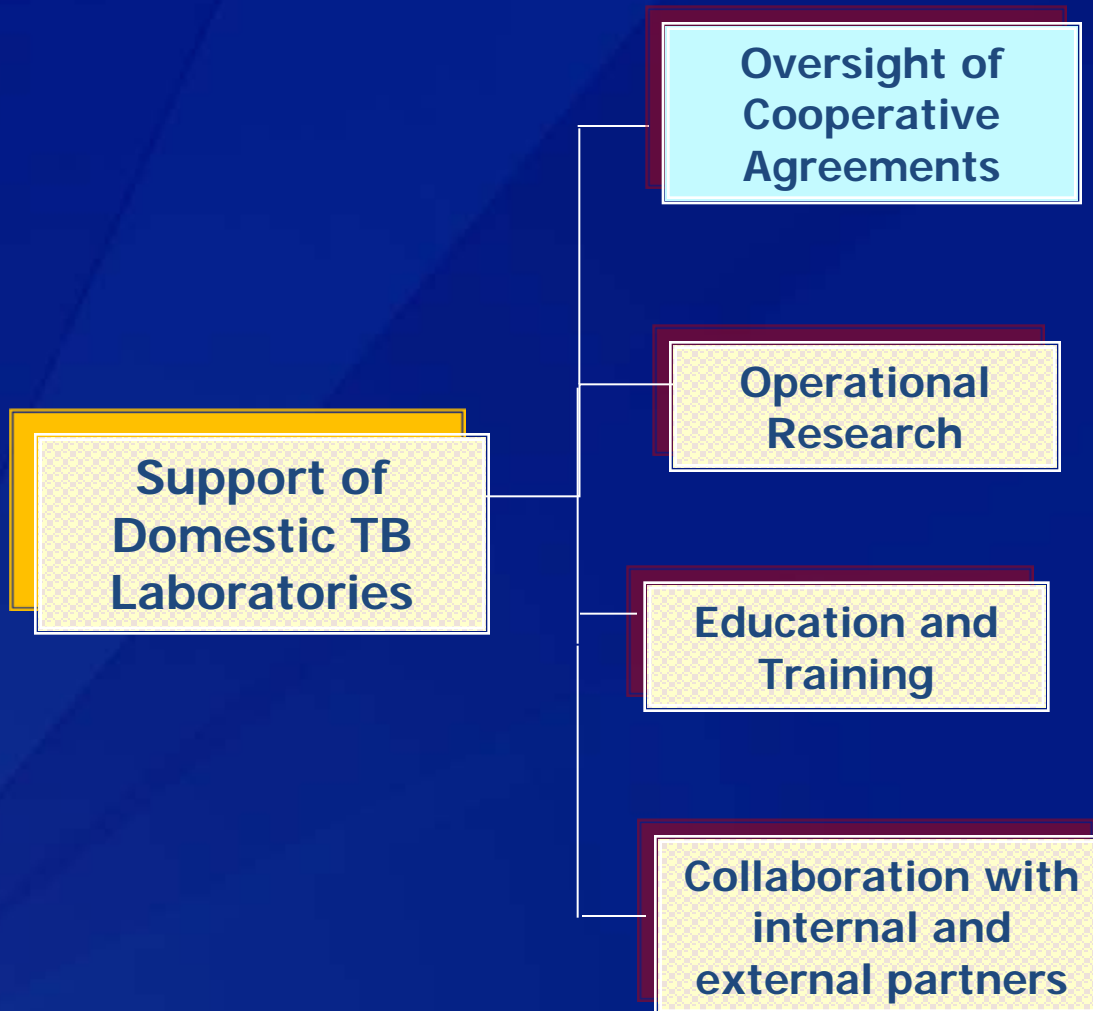 Oversight of
Cooperative
Agreements
Operational
Research
Support of
Domestic TB
Laboratories
Education and
Training
Collaboration with
internal and
external partners